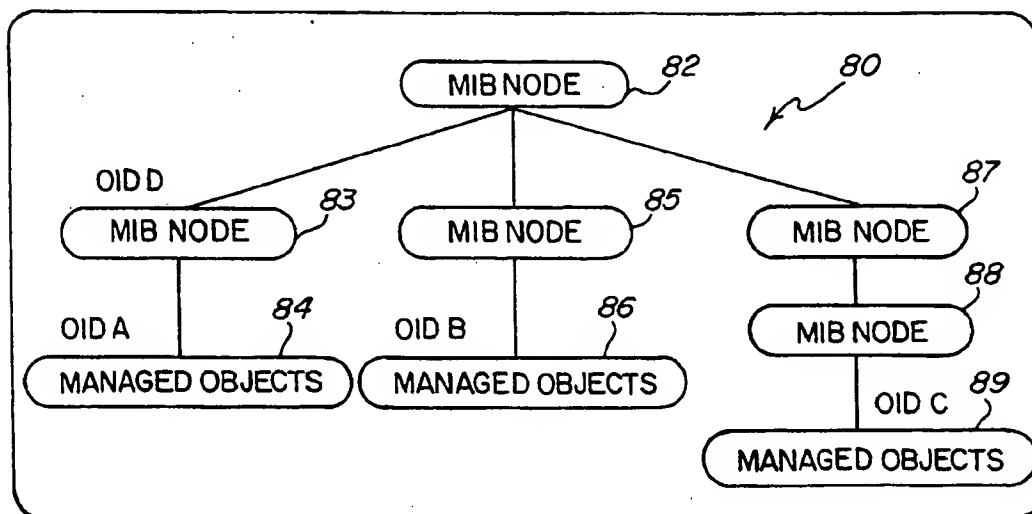 MIB NODE 82
80
OID D
MIB NODE 83
MIB NODE 85
MIB NODE 87
MIB NODE 88
OID A
MANAGED OBJECTS 84
OID B
MANAGED OBJECTS 86
OID C
MANAGED OBJECTS 89